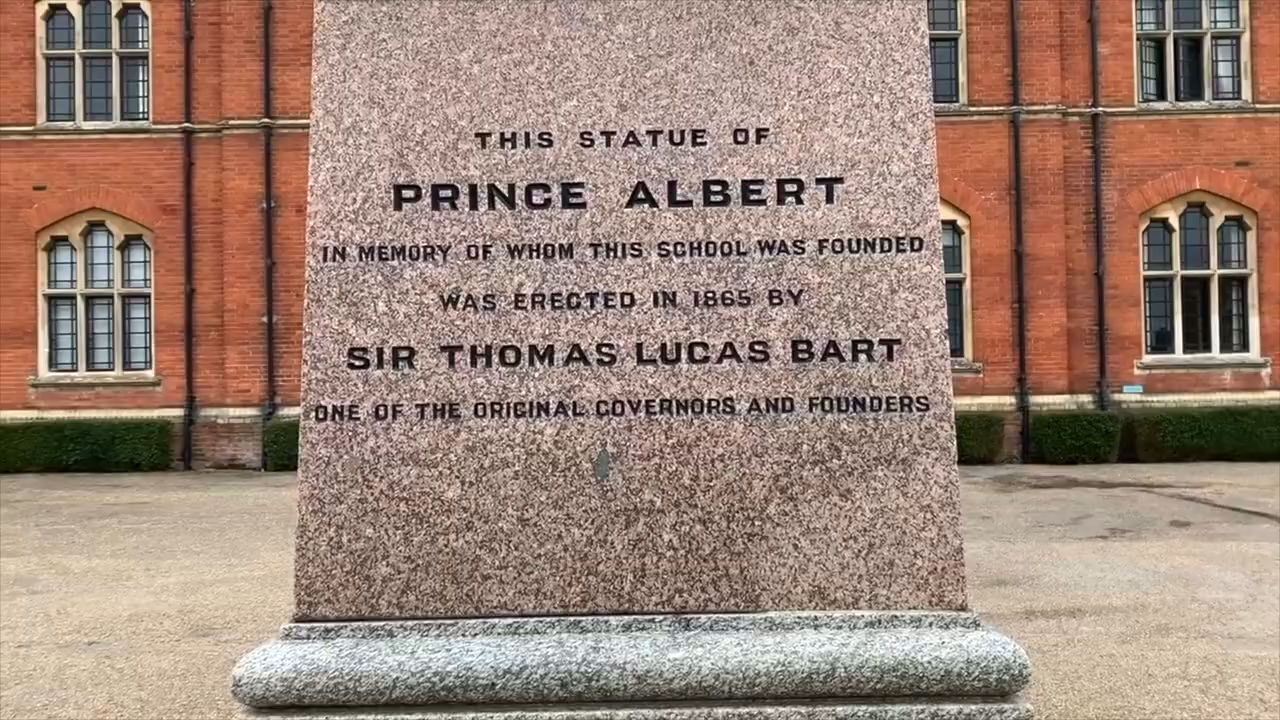 THIS STATUE OF
PRINCE ALBERT
IN MEMORY OF WHOM THIS SCHOOL WAS FOUNDED
WAS ERECTED IN 1865 BY
SIR THOMAS LUCAS BART
ONE OF THE ORIGINAL GOVERNORS AND FOUNDERS